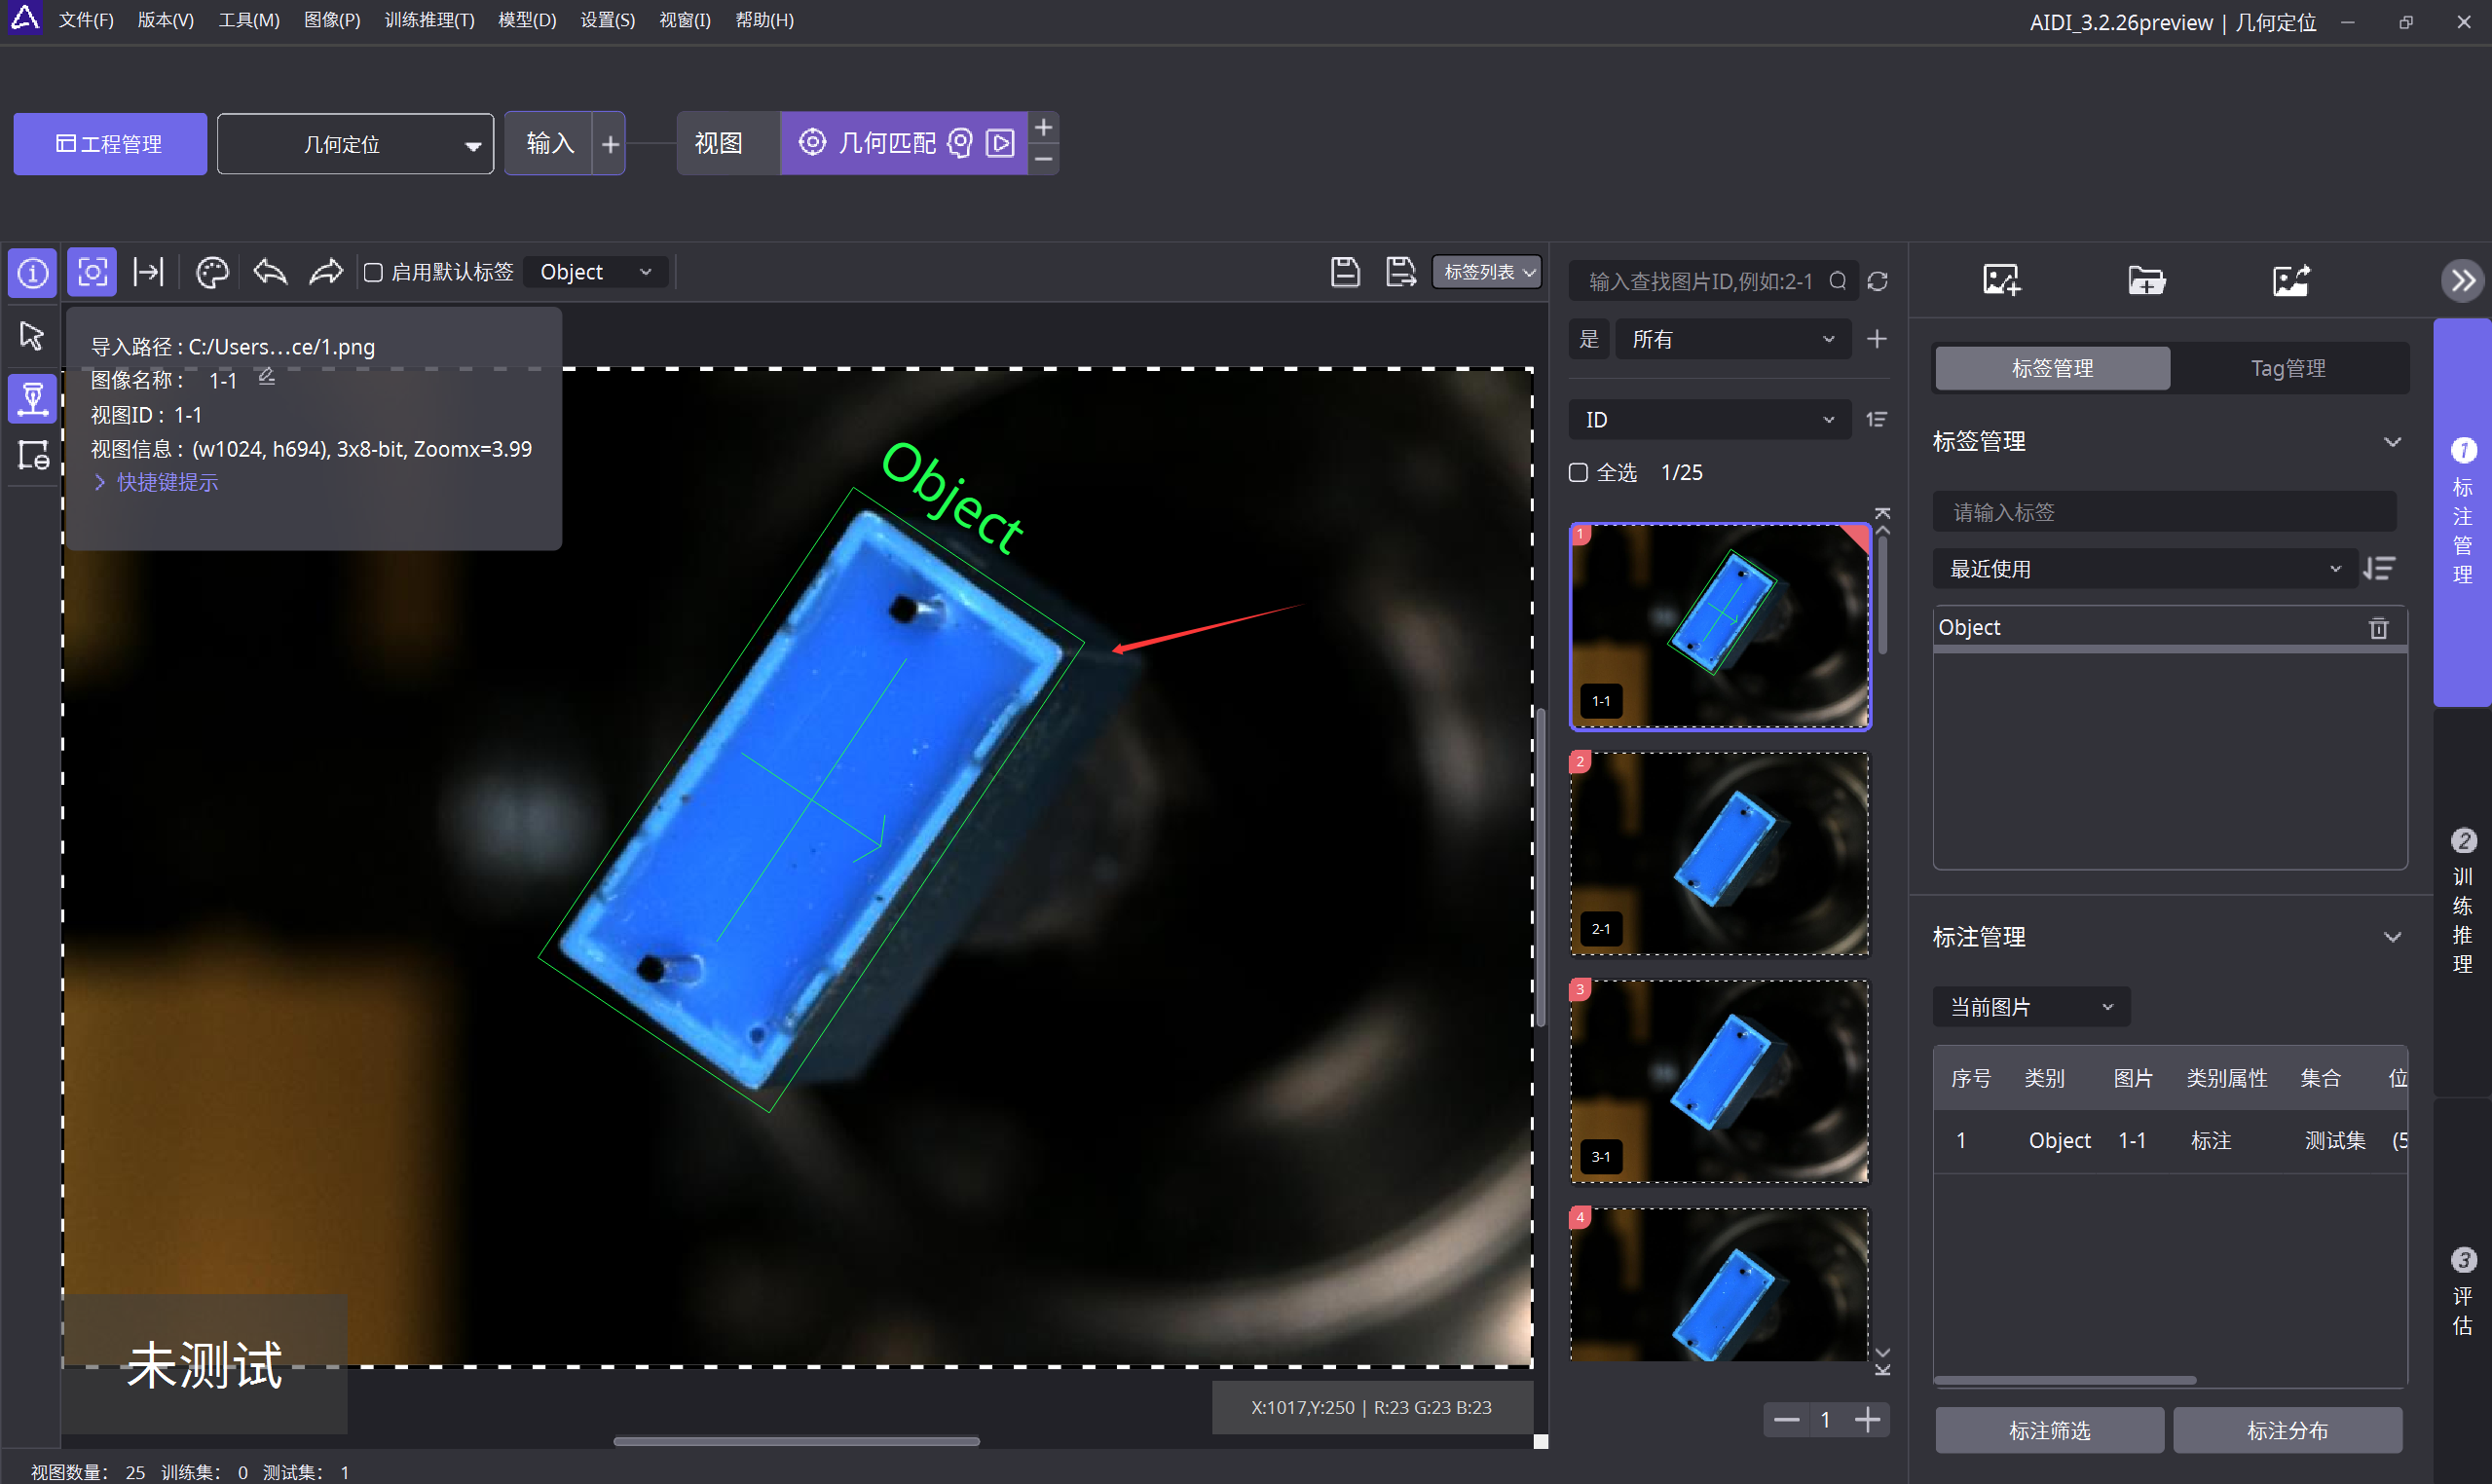 文件(F) 版本(V) 工具(M) 图像(P) 训练推理(T) 模型(D) 设置(S) 视窗(I) 帮助(H)
AIDI_3.2.26preview | 几何定位
工程管理
几何定位
输入
视图
几何匹配
启用默认标签
Object
标签列表
导入路径 : C:/Users...ce/1.png
图像名称 : 1-1
视图ID : 1-1
视图信息 : (w1024, h694), 3x8-bit, Zoomx=3.99
快捷键提示
Object
未测试
X:1017,Y:250 | R:23 G:23 B:23
视图数量: 25 训练集: 0 测试集: 1
输入查找图片ID,例如:2-1
是
所有
ID
全选 1/25
1
1-1
2
2-1
3
3-1
4
1
标签管理
Tag管理
标签管理
请输入标签
最近使用
Object
标注管理
当前图片
序号 类别 图片 类别属性 集合 位
1 Object 1-1 标注 测试集 (5
标注筛选
标注分布
1
标注管理
2
训练推理
3
评估